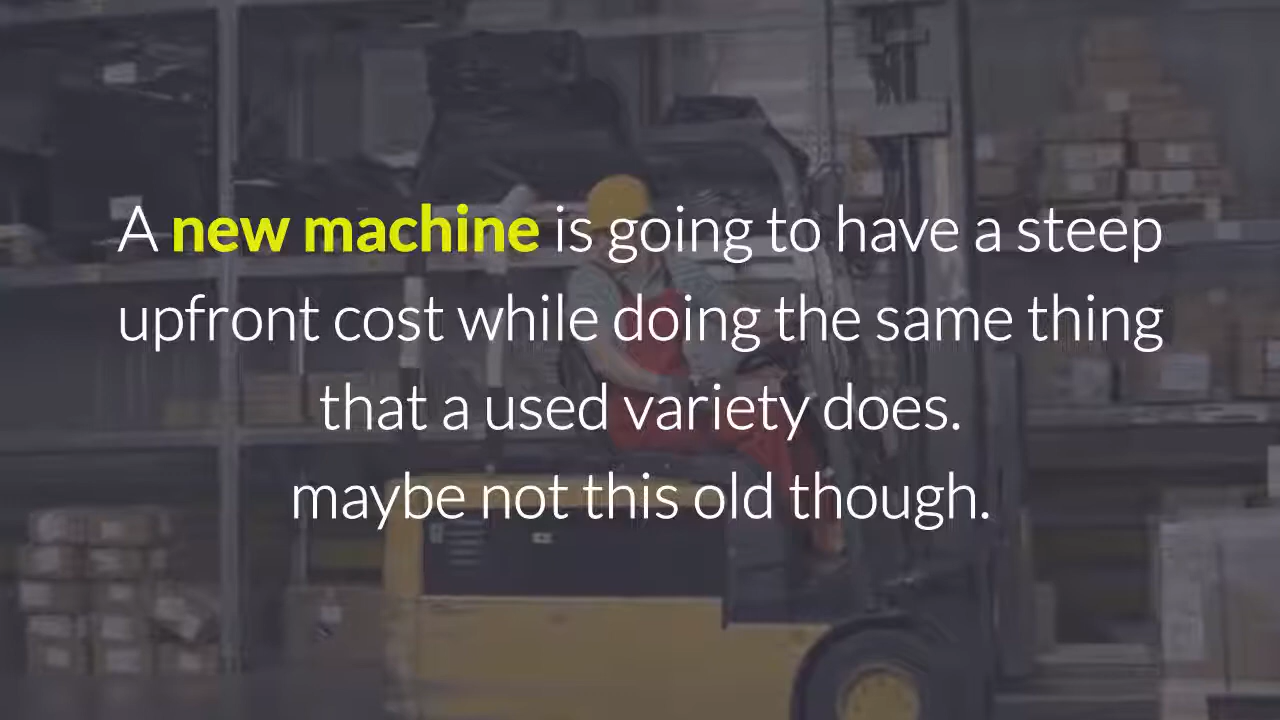 A new machine is going to have a steep
upfront cost while doing the same thing
that a used variety does.
maybe not this old though.